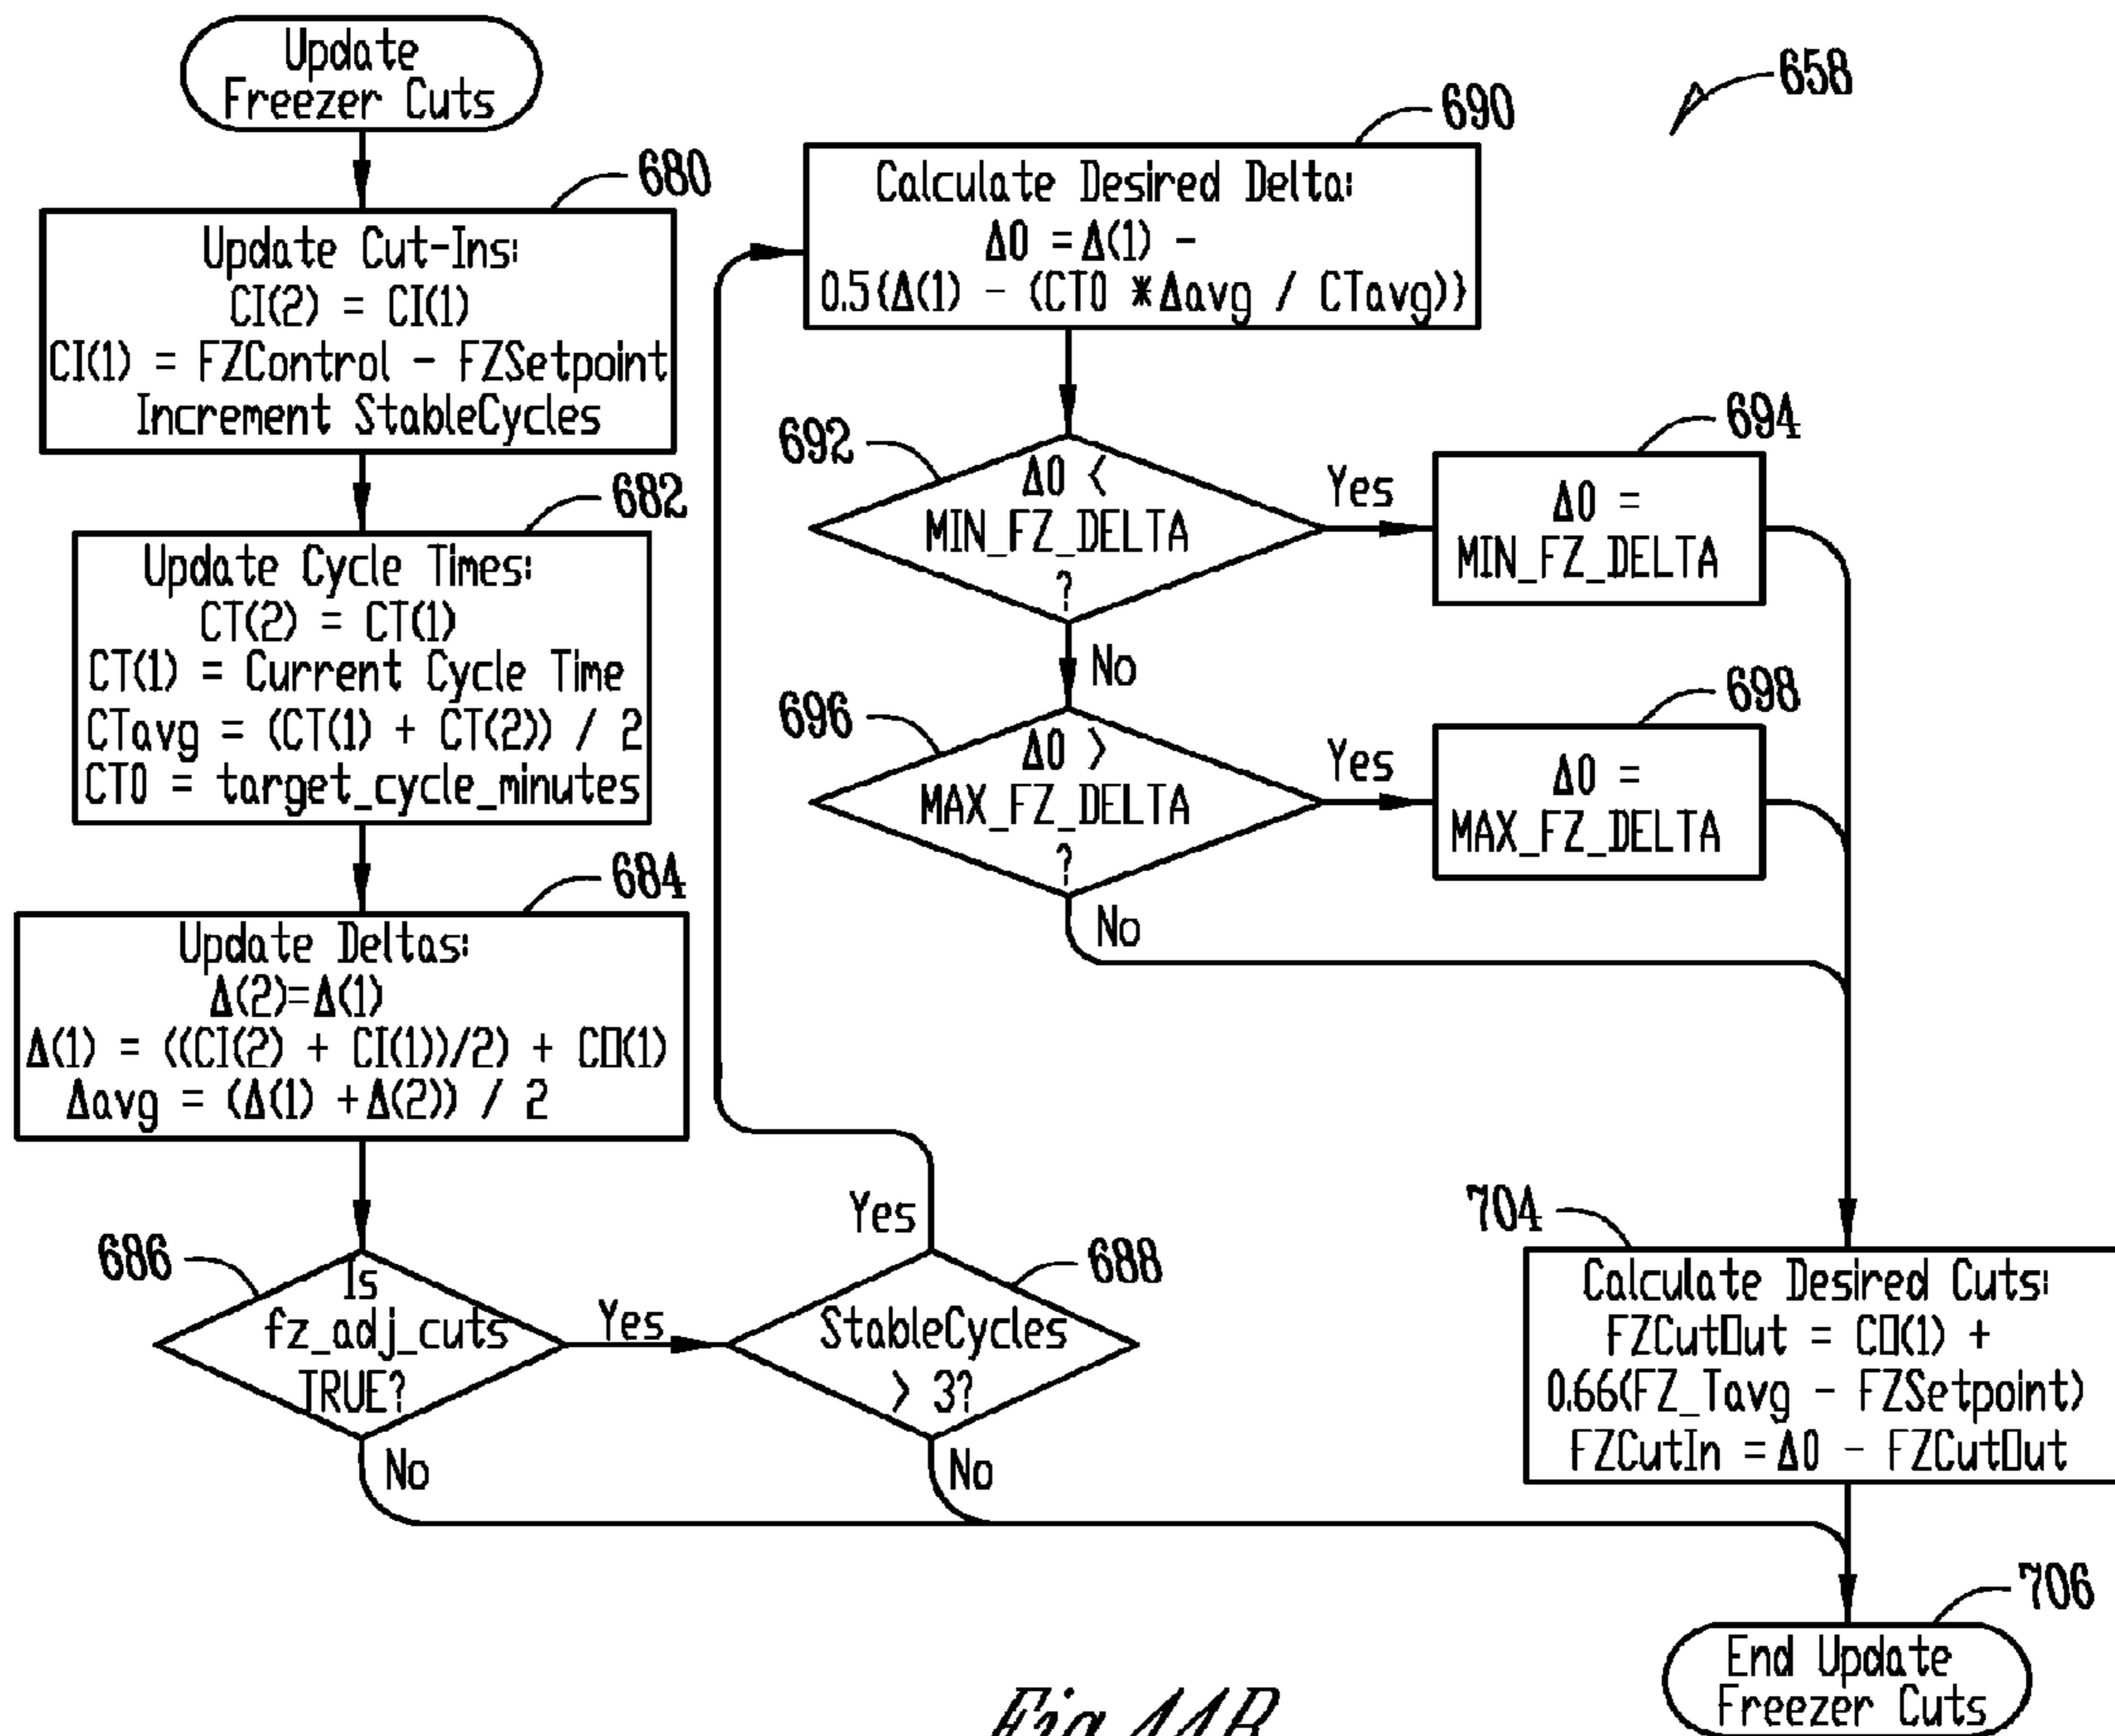 Update
Freezer Cuts
680
Update Cut-Ins:
CI(2) = CI(1)
CI(1) = FZControl - FZSetpoint
Increment StableCycles
682
Update Cycle Times:
CT(2) = CT(1)
CT(1) = Current Cycle Time
CTavg = (CT(1) + CT(2)) / 2
CT0 = target_cycle_minutes
684
Update Deltas:
Δ(2)=Δ(1)
Δ(1) = ((CI(2) + CI(1))/2) + CO(1)
Δavg = (Δ(1) +Δ(2)) / 2
686
Is
fz_adj_cuts
TRUE?
Yes
No
688
StableCycles
> 3?
Yes
No
658
690
Calculate Desired Delta:
Δ0 =Δ(1) -
0.5{Δ(1) - (CT0 *Δavg / CTavg)}
692
Δ0 <
MIN_FZ_DELTA
?
Yes
No
694
Δ0 =
MIN_FZ_DELTA
696
Δ0 >
MAX_FZ_DELTA
?
Yes
No
698
Δ0 =
MAX_FZ_DELTA
704
Calculate Desired Cuts:
FZCutOut = CO(1) +
0.66(FZ_Tavg - FZSetpoint)
FZCutIn =Δ0 - FZCutOut
706
End Update
Freezer Cuts